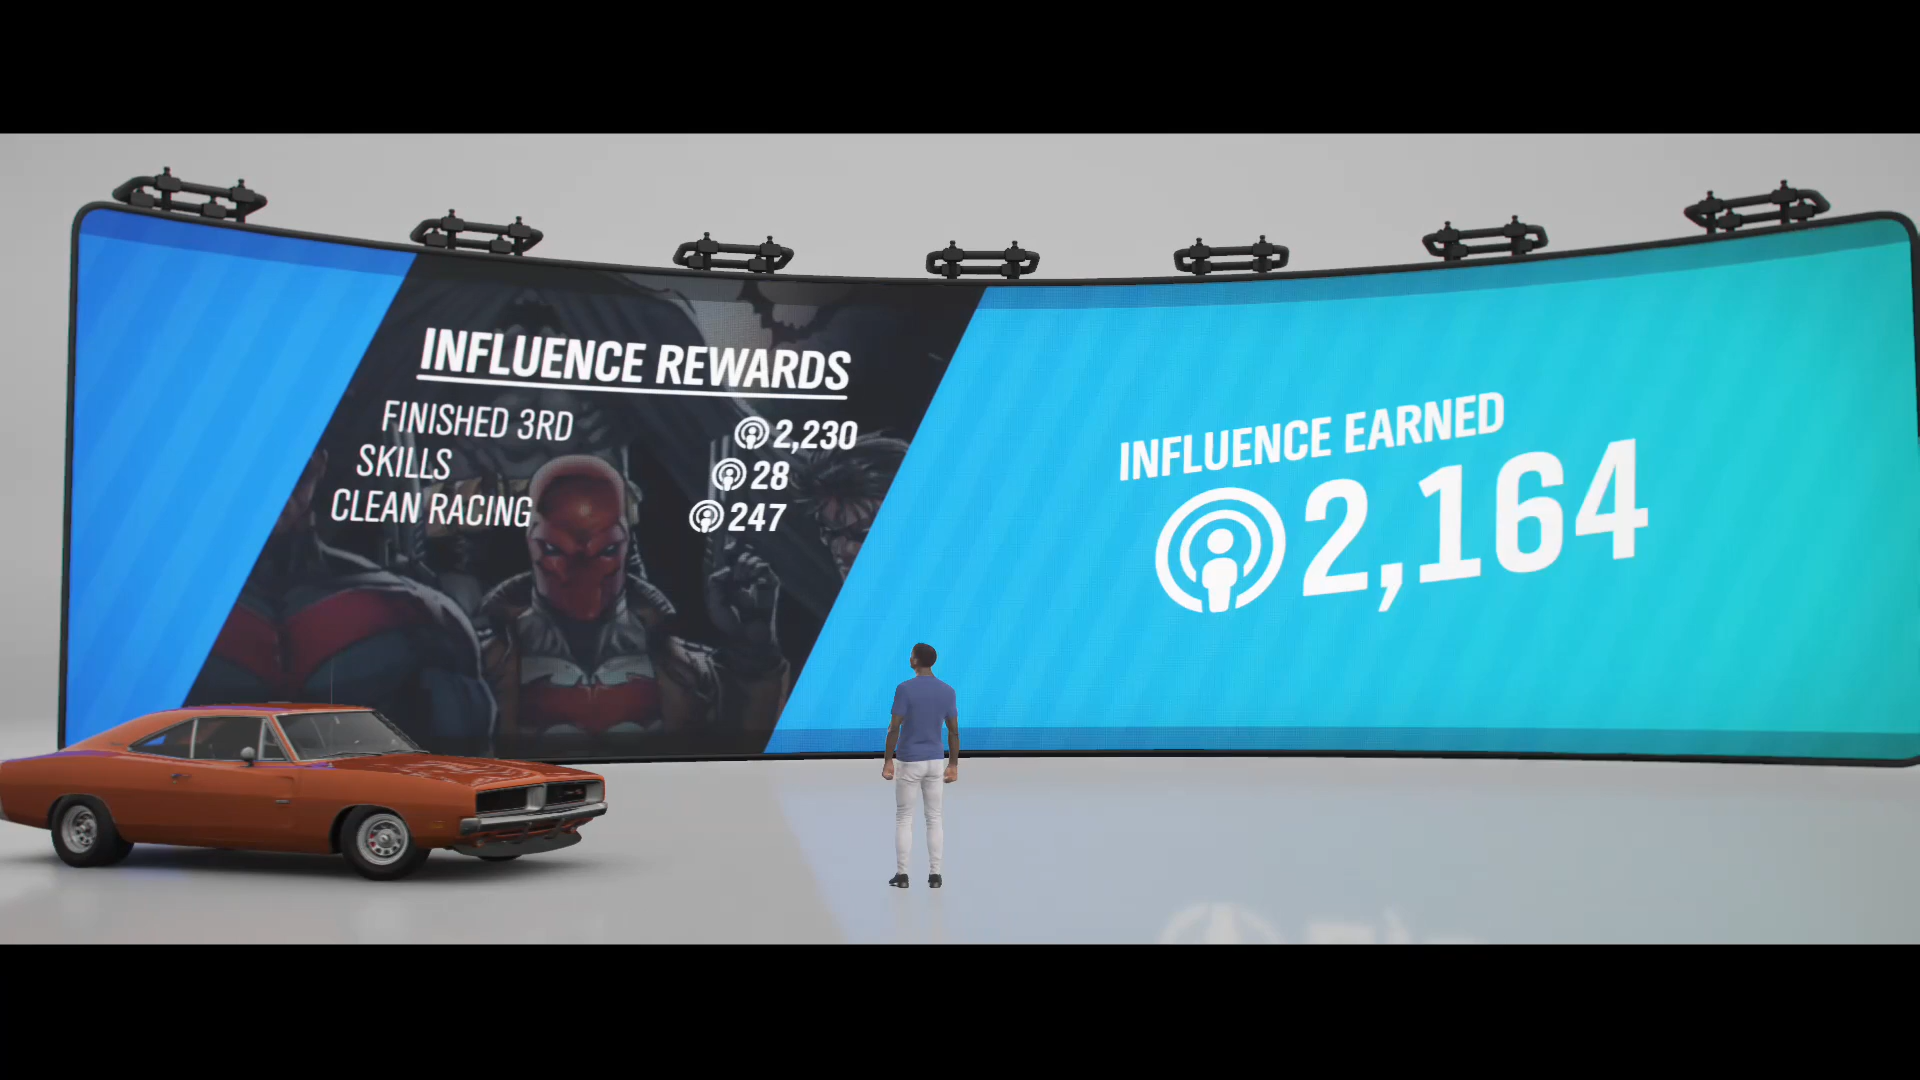 INFLUENCE REWARDS
FINISHED 3RD 2,230
SKILLS 28
CLEAN RACING 247
INFLUENCE EARNED
2,164